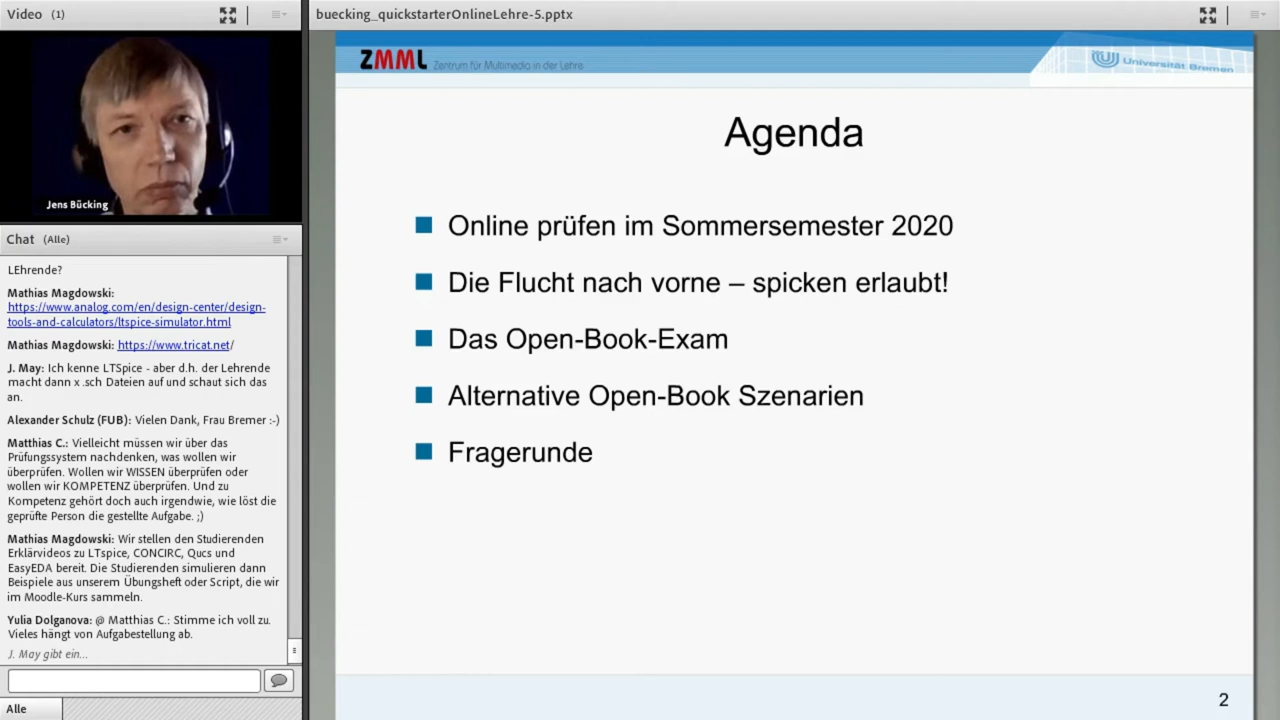 Video (1)
Jens Bücking
Chat (Alle)
LEhrende?
Mathias Magdowski:
https://www.analog.com/en/design-center/design-
tools-and-calculators/ltspice-simulator.html
Mathias Magdowski: https://www.tricat.net/
J. May: Ich kenne LTSpice - aber d.h. der Lehrende
macht dann x .sch Dateien auf und schaut sich das
an.
Alexander Schulz (FUB): Vielen Dank, Frau Bremer :-)
Matthias C.: Vielleicht müssen wir über das
Prüfungssystem nachdenken, was wollen wir
überprüfen. Wollen wir WISSEN überprüfen oder
wollen wir KOMPETENZ überprüfen. Und zu
Kompetenz gehört doch auch irgendwie, wie löst die
geprüfte Person die gestellte Aufgabe. ;)
Mathias Magdowski: Wir stellen den Studierenden
Erklärvideos zu LTspice, CONCIRC, Qucs und
EasyEDA bereit. Die Studierenden simulieren dann
Beispiele aus unserem Übungsheft oder Script, die wir
im Moodle-Kurs sammeln.
Yulia Dolganova: @ Matthias C.: Stimme ich voll zu.
Vieles hängt von Aufgabestellung ab.
J. May gibt ein...
Alle
buecking_quickstarterOnlineLehre-5.pptx
ZMML Zentrum für Multimedia in der Lehre
Universität Bremen
Agenda
Online prüfen im Sommersemester 2020
Die Flucht nach vorne – spicken erlaubt!
Das Open-Book-Exam
Alternative Open-Book Szenarien
Fragerunde
2